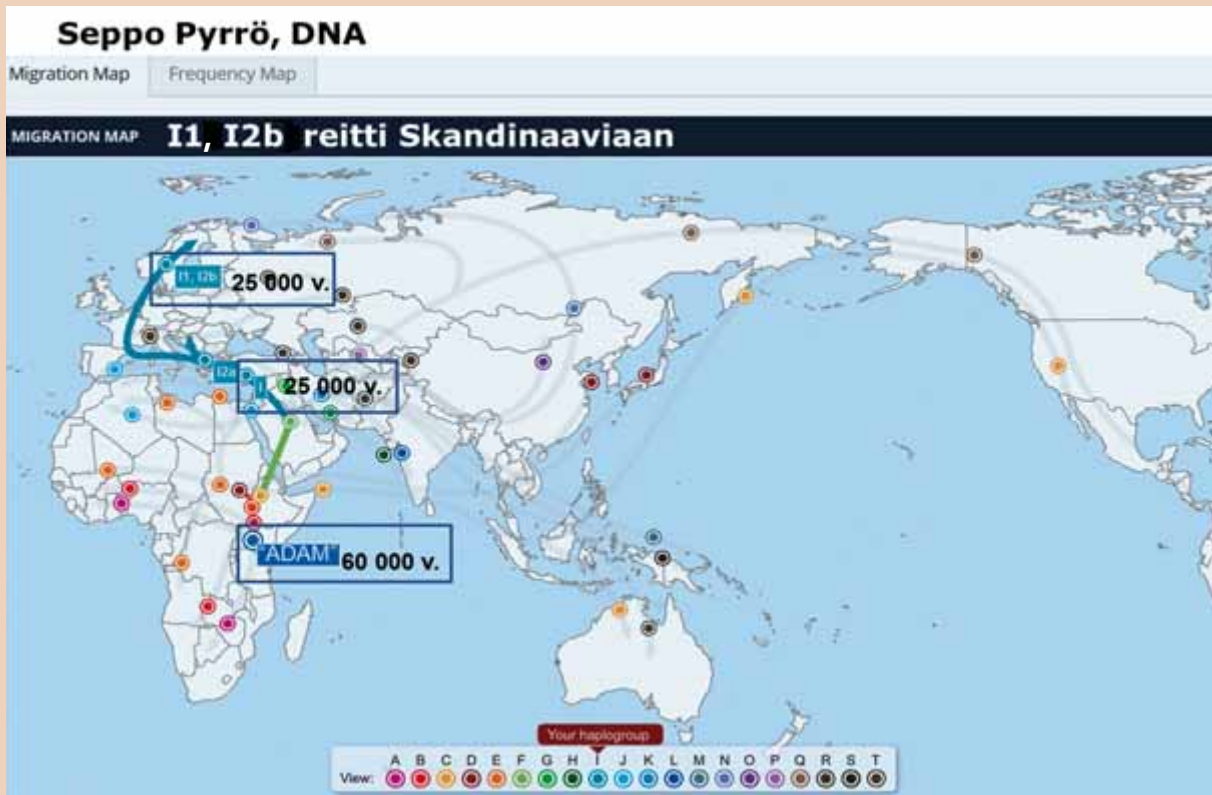 Seppo Pyrrö, DNA
Migration Map Frequency Map
MIGRATION MAP I1, I2b reitti Skandinaaviaan
I1, I2b 25 000 v.
I2a
I 25 000 v.
"ADAM" 60 000 v.
Your haplogroup
A B C D E F G H I J K L M N O P Q R S T
View: